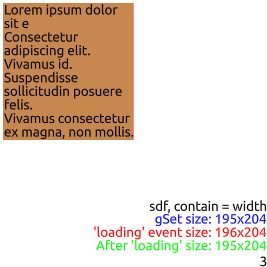 Lorem ipsum dolor
sit e
Consectetur
adipiscing elit.
Vivamus id.
Suspendisse
sollicitudin posuere
felis.
Vivamus consectetur
ex magna, non mollis.
sdf, contain = width
gSet size: 195x204
'loading' event size: 196x204
After 'loading' size: 195x204
3